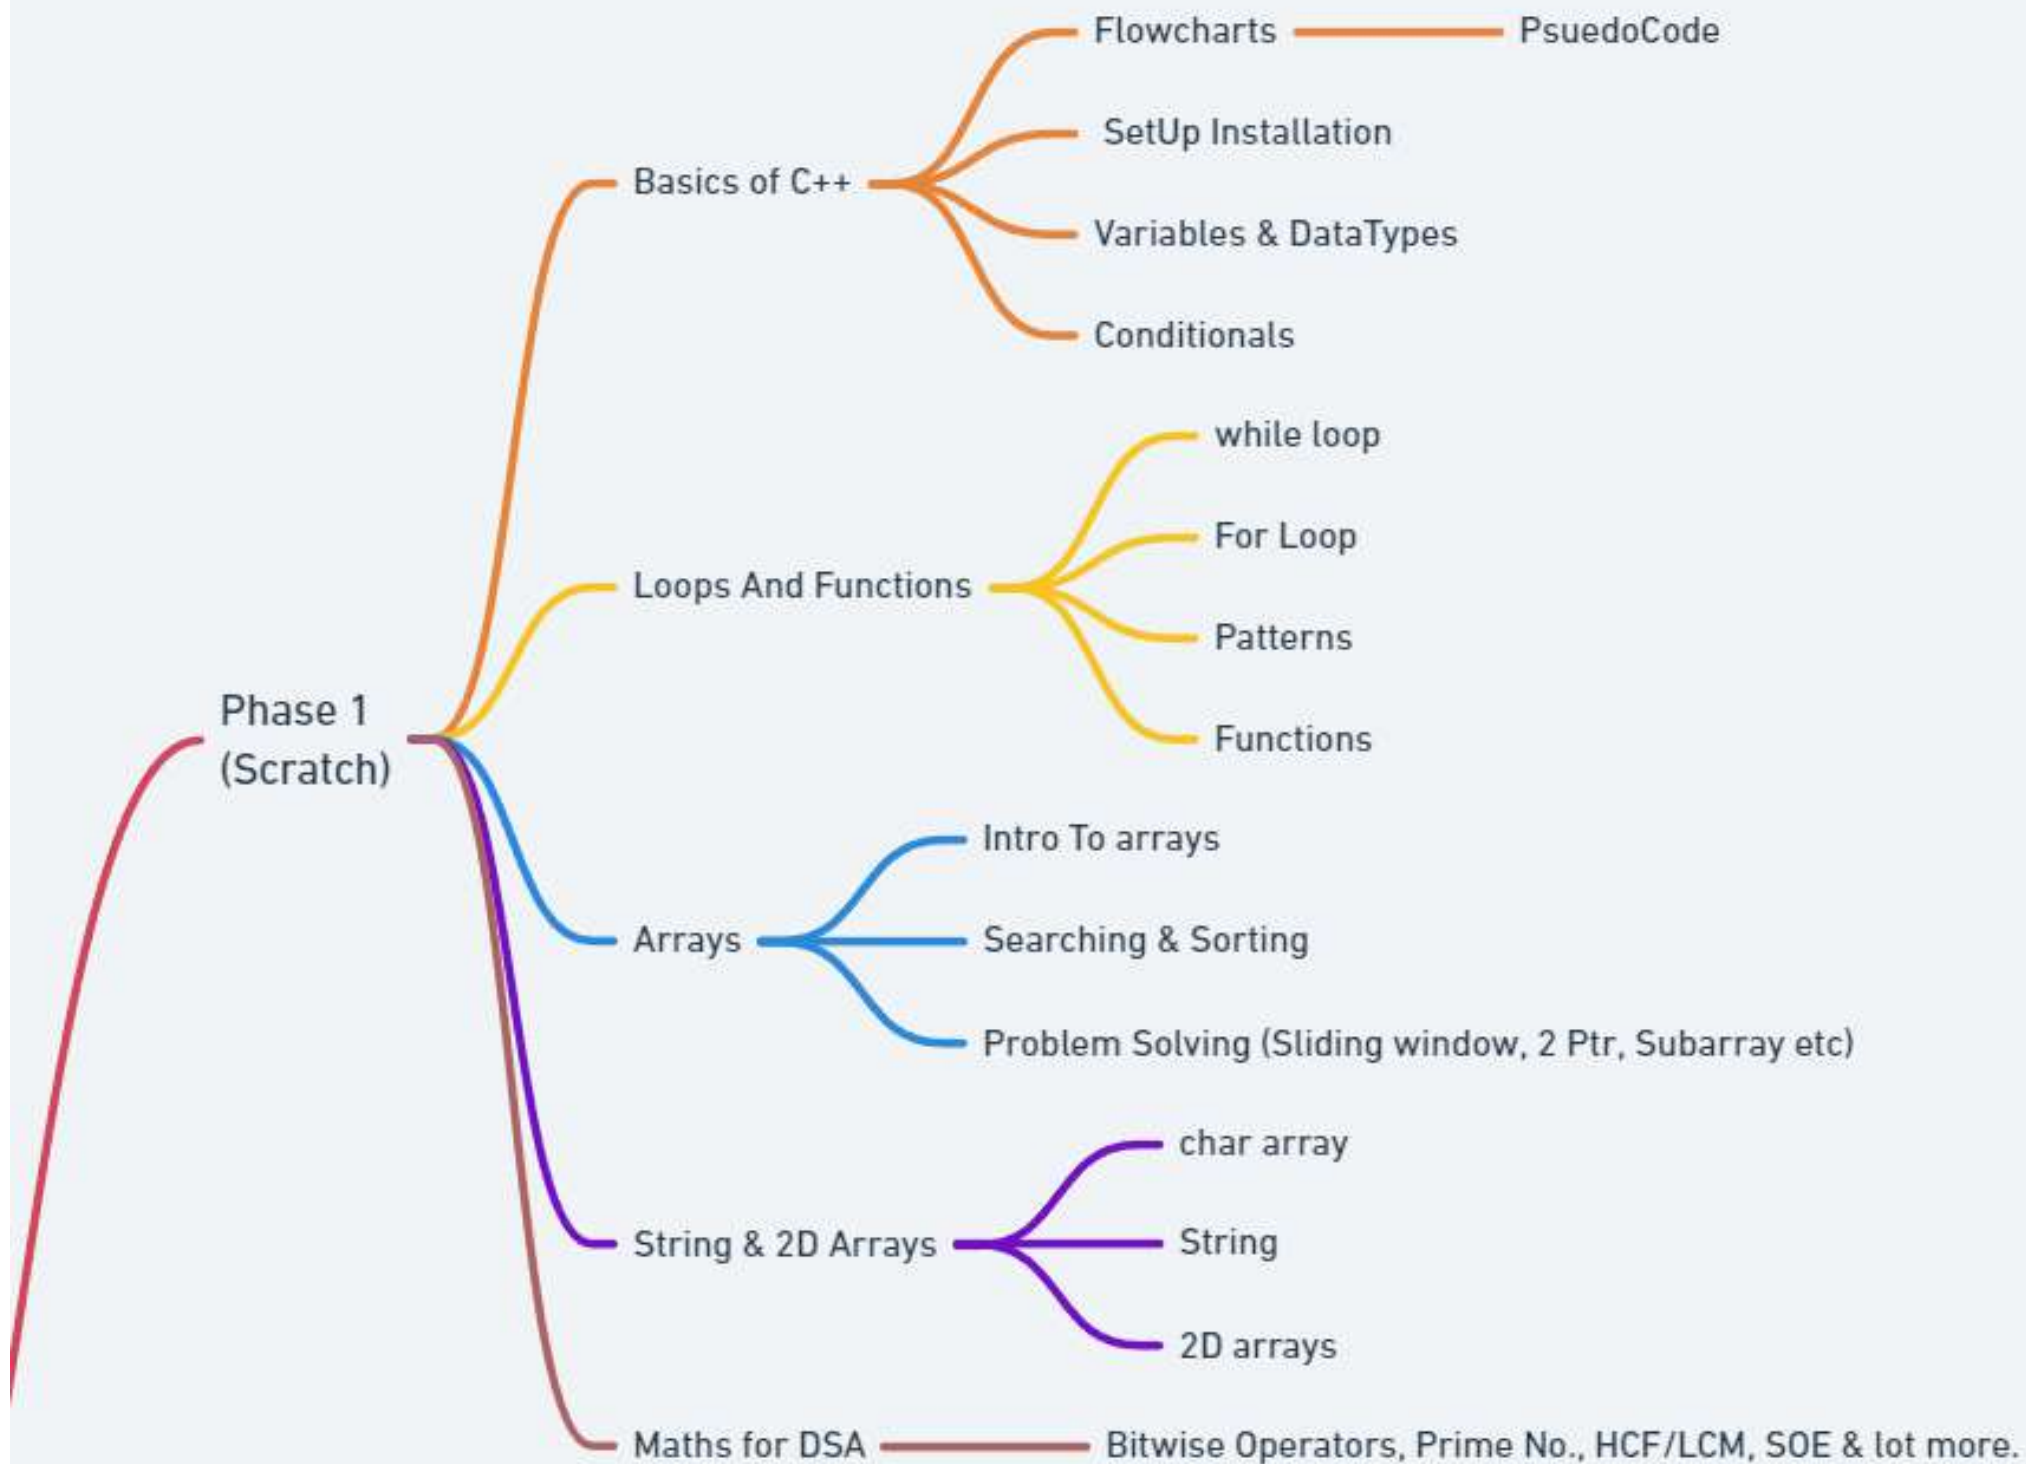 Phase 1
(Scratch)
Basics of C++
Flowcharts
PsuedoCode
SetUp Installation
Variables & DataTypes
Conditionals
Loops And Functions
while loop
For Loop
Patterns
Functions
Arrays
Intro To arrays
Searching & Sorting
Problem Solving (Sliding window, 2 Ptr, Subarray etc)
String & 2D Arrays
char array
String
2D arrays
Maths for DSA
Bitwise Operators, Prime No., HCF/LCM, SOE & lot more.